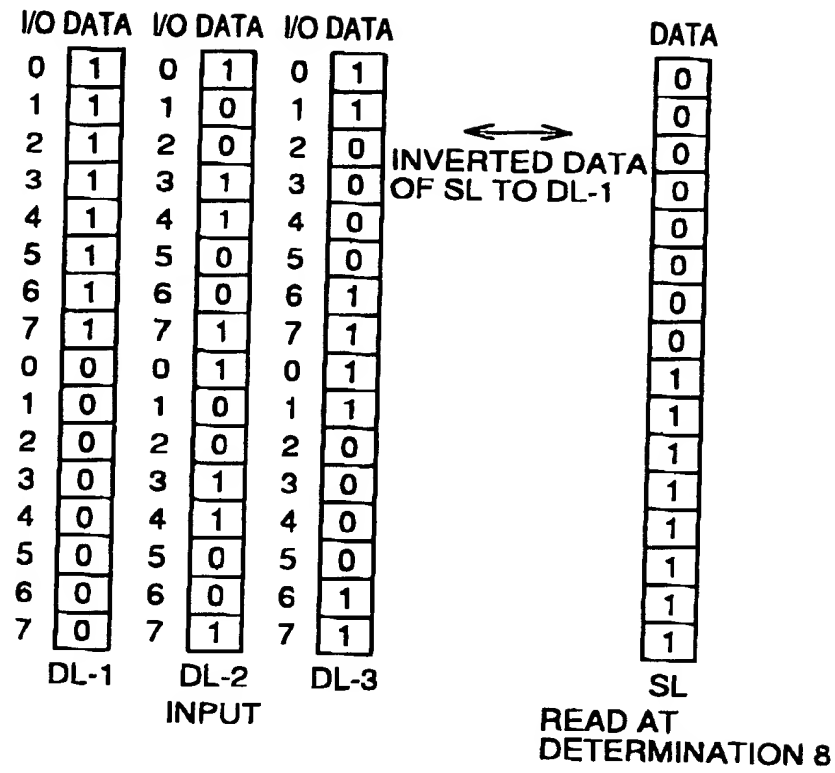 I/O DATA I/O DATA I/O DATA DATA
0 1 0 1 0 1 0
1 1 1 0 1 1 0
2 1 2 0 2 0 0
3 1 3 1 3 0 0
4 1 4 1 4 0 0
5 1 5 0 5 0 0
6 1 6 0 6 1 0
7 1 7 1 7 1 0
0 0 0 1 0 1 1
1 0 1 0 1 1 1
2 0 2 0 2 0 1
3 0 3 1 3 0 1
4 0 4 1 4 0 1
5 0 5 0 5 0 1
6 0 6 0 6 1 1
7 0 7 1 7 1 1
INVERTED DATA
OF SL TO DL-1
DL-1 DL-2 DL-3 SL
INPUT
READ AT
DETERMINATION 8